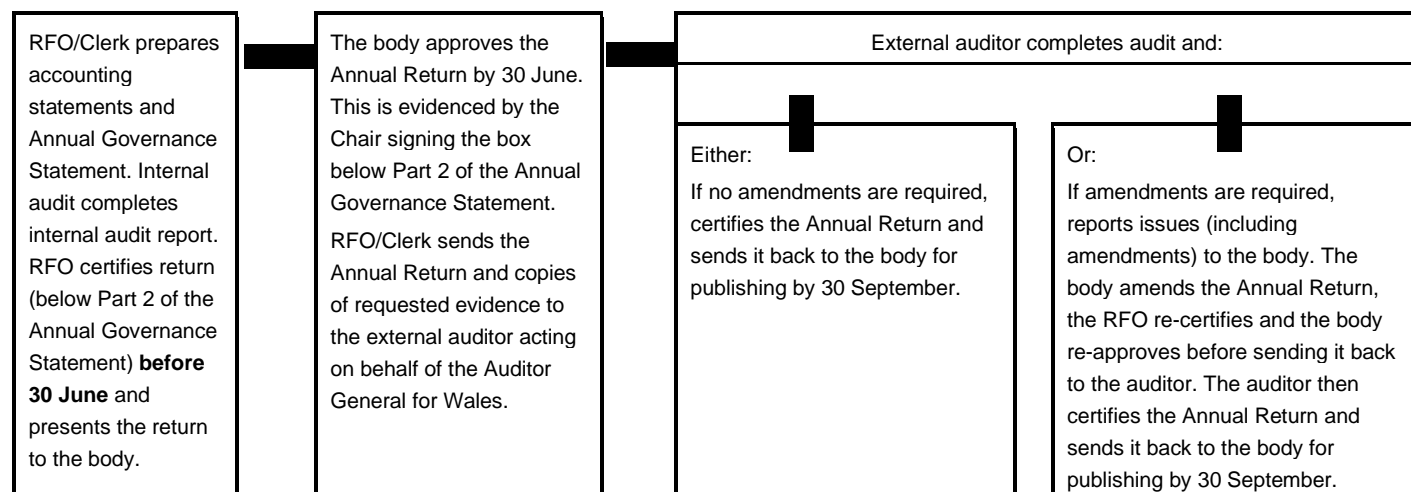 RFO/Clerk prepares
accounting
statements and
Annual Governance
Statement. Internal
audit completes
internal audit report.
RFO certifies return
(below Part 2 of the
Annual Governance
Statement) before
30 June and
presents the return
to the body.
The body approves the
Annual Return by 30 June.
This is evidenced by the
Chair signing the box
below Part 2 of the Annual
Governance Statement.
RFO/Clerk sends the
Annual Return and copies
of requested evidence to
the external auditor acting
on behalf of the Auditor
General for Wales.
External auditor completes audit and:
Either:
If no amendments are required,
certifies the Annual Return and
sends it back to the body for
publishing by 30 September.
Or:
If amendments are required,
reports issues (including
amendments) to the body. The
body amends the Annual Return,
the RFO re-certifies and the body
re-approves before sending it back
to the auditor. The auditor then
certifies the Annual Return and
sends it back to the body for
publishing by 30 September.